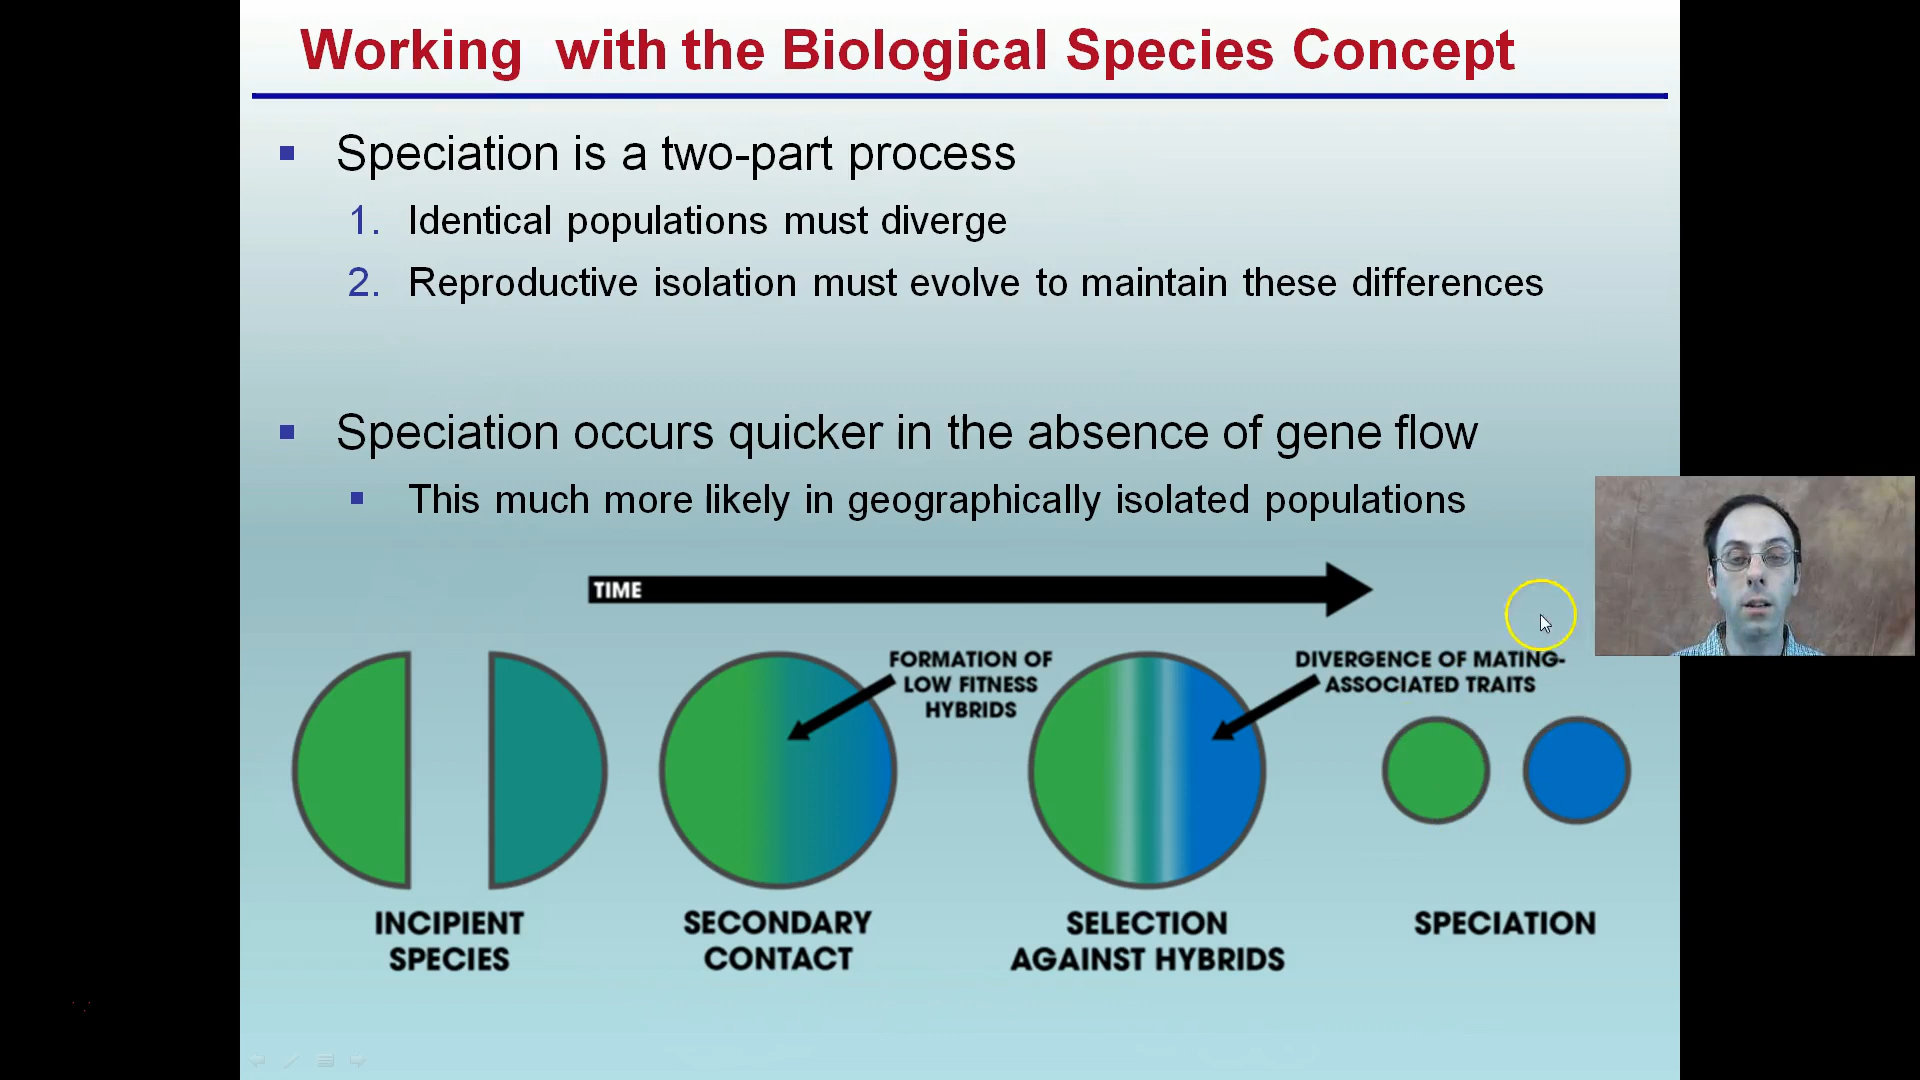 Working with the Biological Species Concept
Speciation is a two-part process
1. Identical populations must diverge
2. Reproductive isolation must evolve to maintain these differences
Speciation occurs quicker in the absence of gene flow
This much more likely in geographically isolated populations
TIME
FORMATION OF
LOW FITNESS
HYBRIDS
DIVERGENCE OF MATING-
ASSOCIATED TRAITS
INCIPIENT
SPECIES
SECONDARY
CONTACT
SELECTION
AGAINST HYBRIDS
SPECIATION